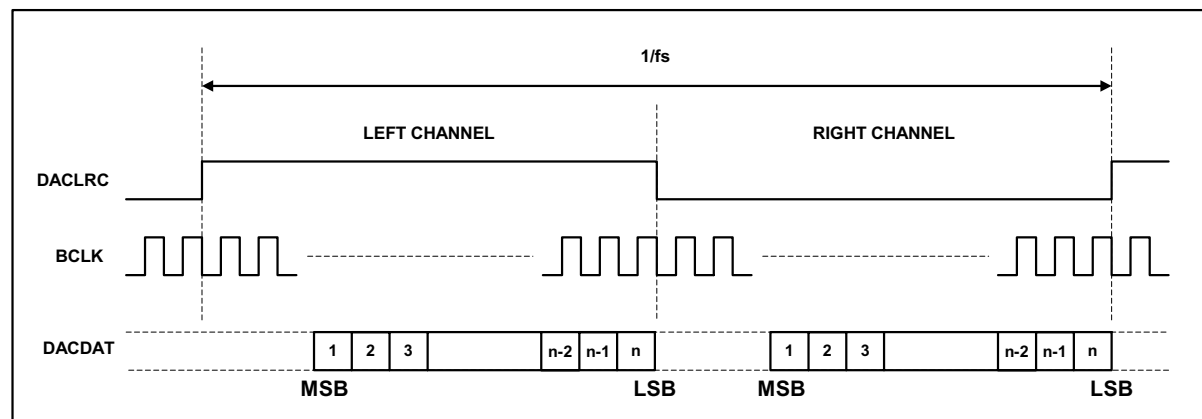 1/fs
LEFT CHANNEL RIGHT CHANNEL
DACLRC
BCLK
DACDAT
1 2 3 n-2 n-1 n 1 2 3 n-2 n-1 n
MSB LSB MSB LSB